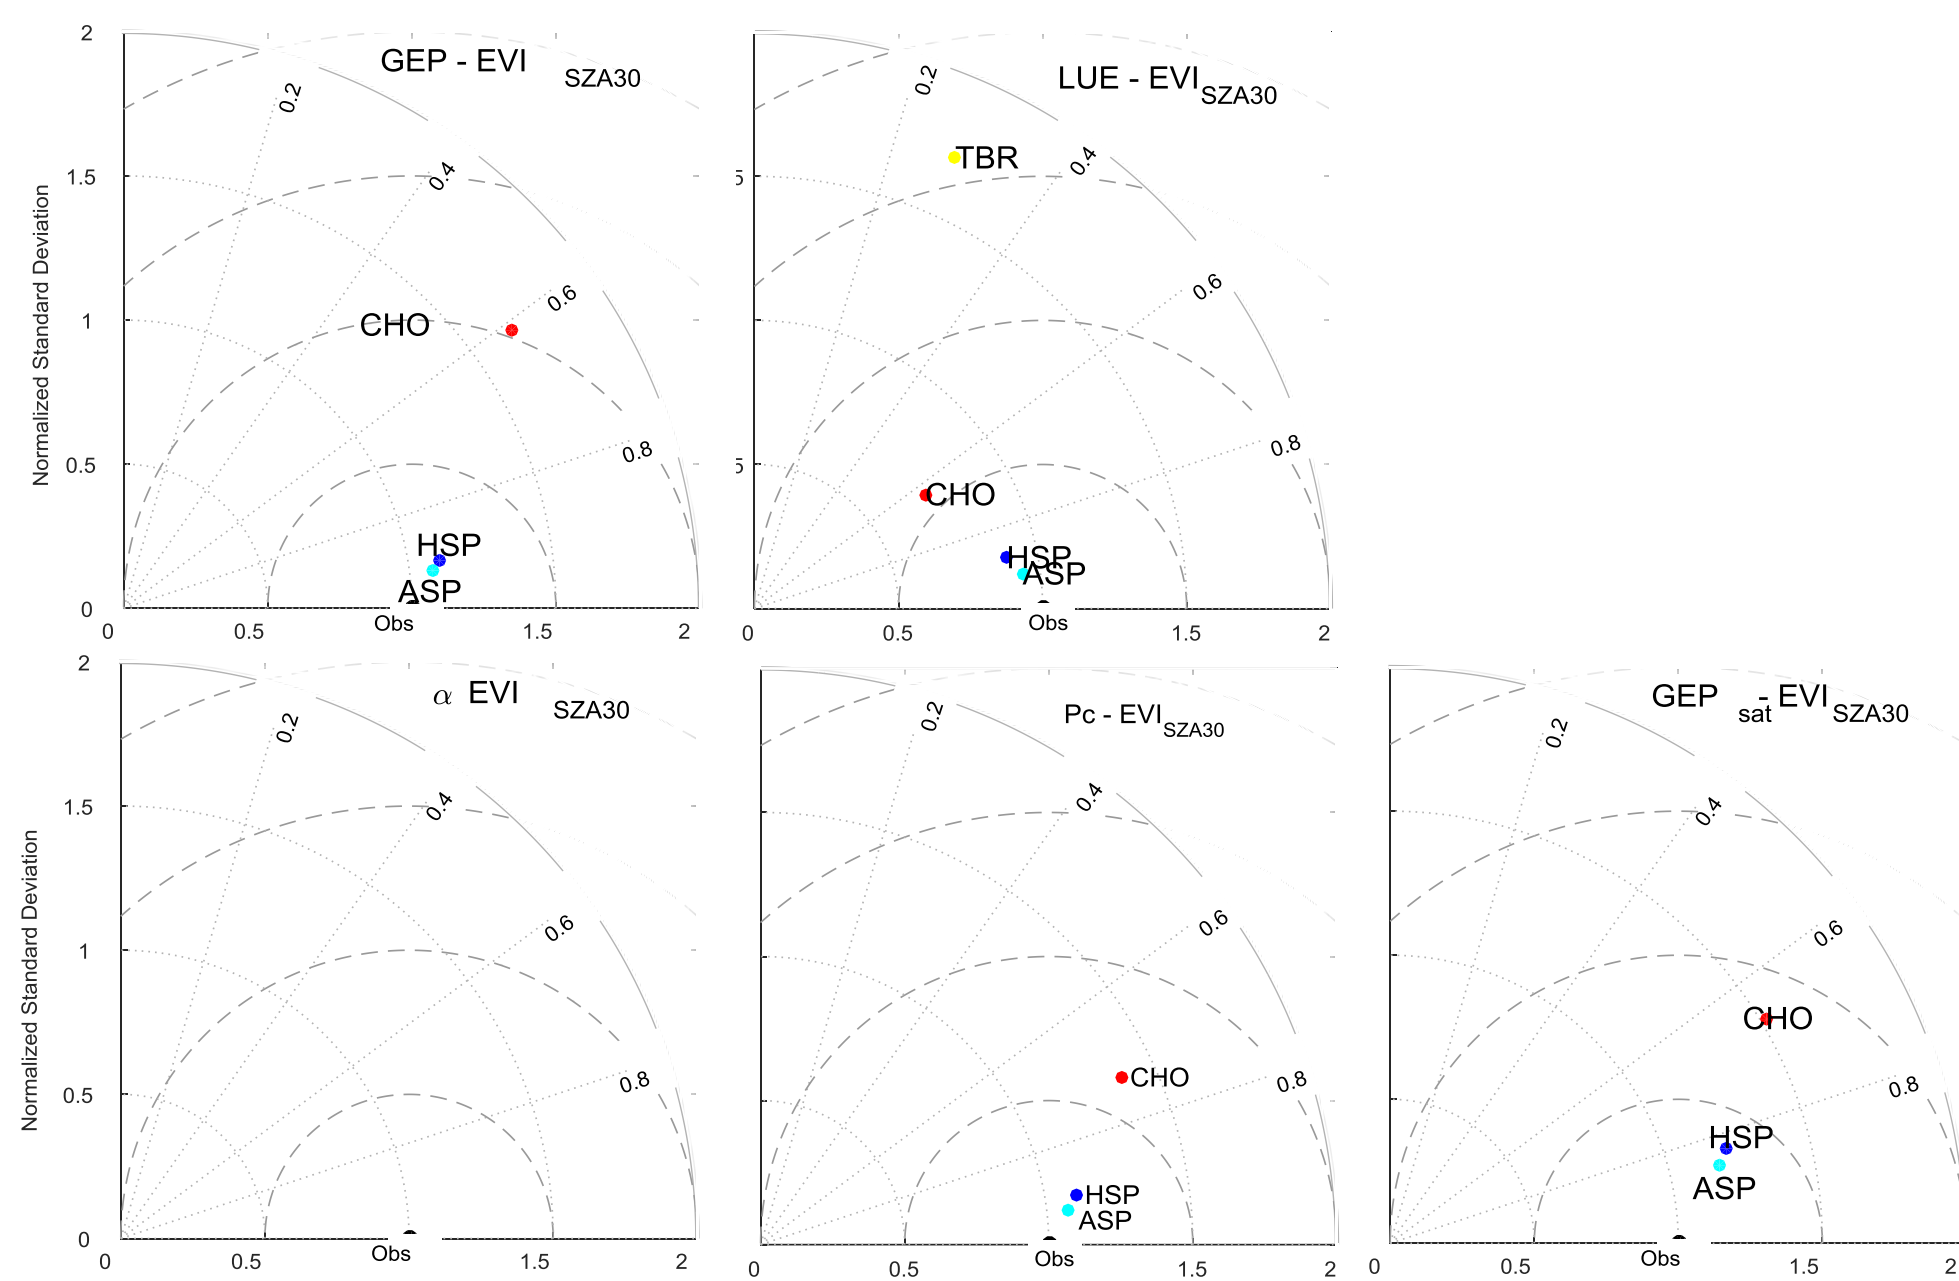 GEP - EVI SZA30
2
1.5
1
0.5
0
Normalized Standard Deviation
0.2
0.4
0.6
0.8
CHO
HSP
ASP
0
0.5
Obs
1.5
2
LUE - EVI SZA30
5
5
0.2
0.4
0.6
0.8
TBR
CHO
HSP
ASP
0
0.5
Obs
1.5
2
α EVI SZA30
2
1.5
1
0.5
0
Normalized Standard Deviation
0.2
0.4
0.6
0.8
0
0.5
Obs
1.5
2
Pc - EVI SZA30
0.2
0.4
0.6
0.8
CHO
HSP
ASP
0
0.5
Obs
1.5
2
GEP sat - EVI SZA30
0.2
0.4
0.6
0.8
CHO
HSP
ASP
0
0.5
Obs
1.5
2